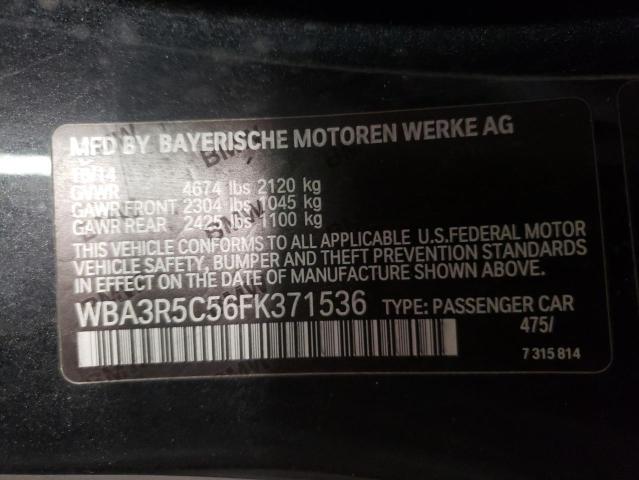 MFD BY BAYERISCHE MOTOREN WERKE AG
GVWR 4674 lbs 2120 kg
GAWR FRONT 2304 lbs 1045 kg
GAWR REAR 2425 lbs 1100 kg
THIS VEHICLE CONFORMS TO ALL APPLICABLE U.S.FEDERAL MOTOR
VEHICLE SAFETY, BUMPER AND THEFT PREVENTION STANDARDS
IN EFFECT ON THE DATE OF MANUFACTURE SHOWN ABOVE.
WBA3R5C56FK371536 TYPE: PASSENGER CAR
475/
7 315 814